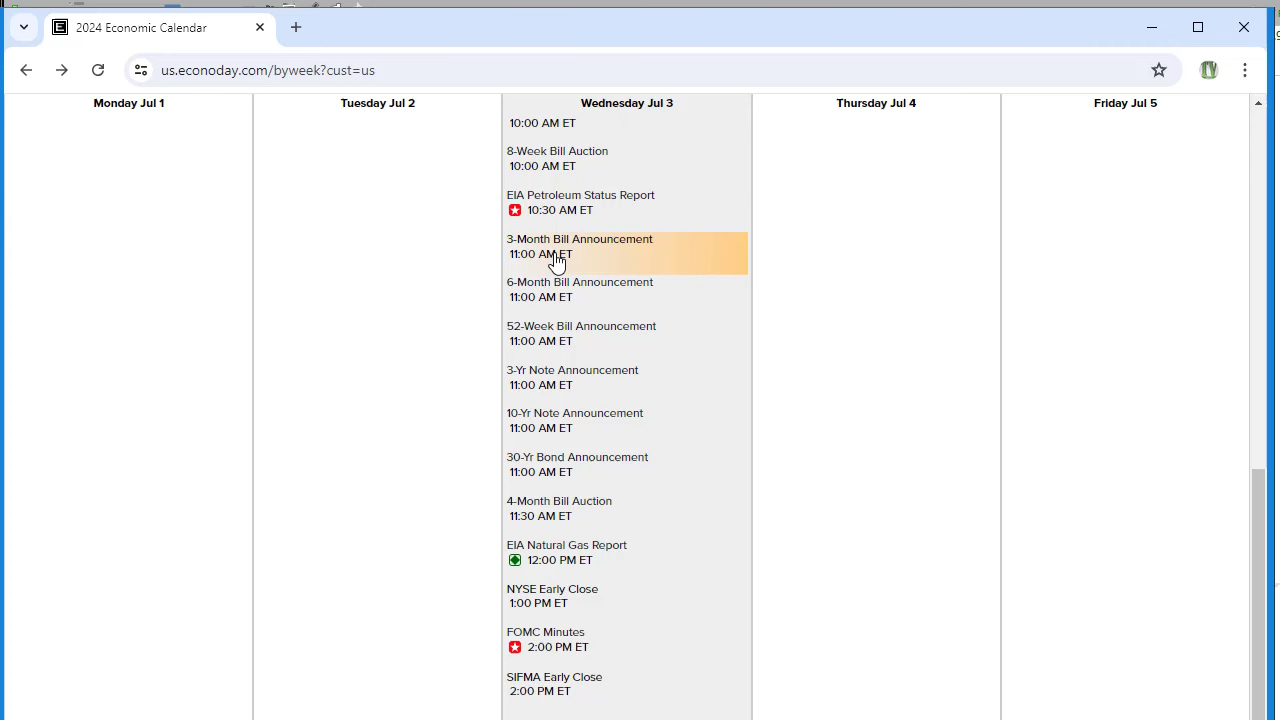 2024 Economic Calendar
us.econoday.com/byweek?cust=us
Monday Jul 1
Tuesday Jul 2
Wednesday Jul 3
Thursday Jul 4
Friday Jul 5
10:00 AM ET
8-Week Bill Auction
10:00 AM ET
EIA Petroleum Status Report
10:30 AM ET
3-Month Bill Announcement
11:00 AM ET
6-Month Bill Announcement
11:00 AM ET
52-Week Bill Announcement
11:00 AM ET
3-Yr Note Announcement
11:00 AM ET
10-Yr Note Announcement
11:00 AM ET
30-Yr Bond Announcement
11:00 AM ET
4-Month Bill Auction
11:30 AM ET
EIA Natural Gas Report
12:00 PM ET
NYSE Early Close
1:00 PM ET
FOMC Minutes
2:00 PM ET
SIFMA Early Close
2:00 PM ET